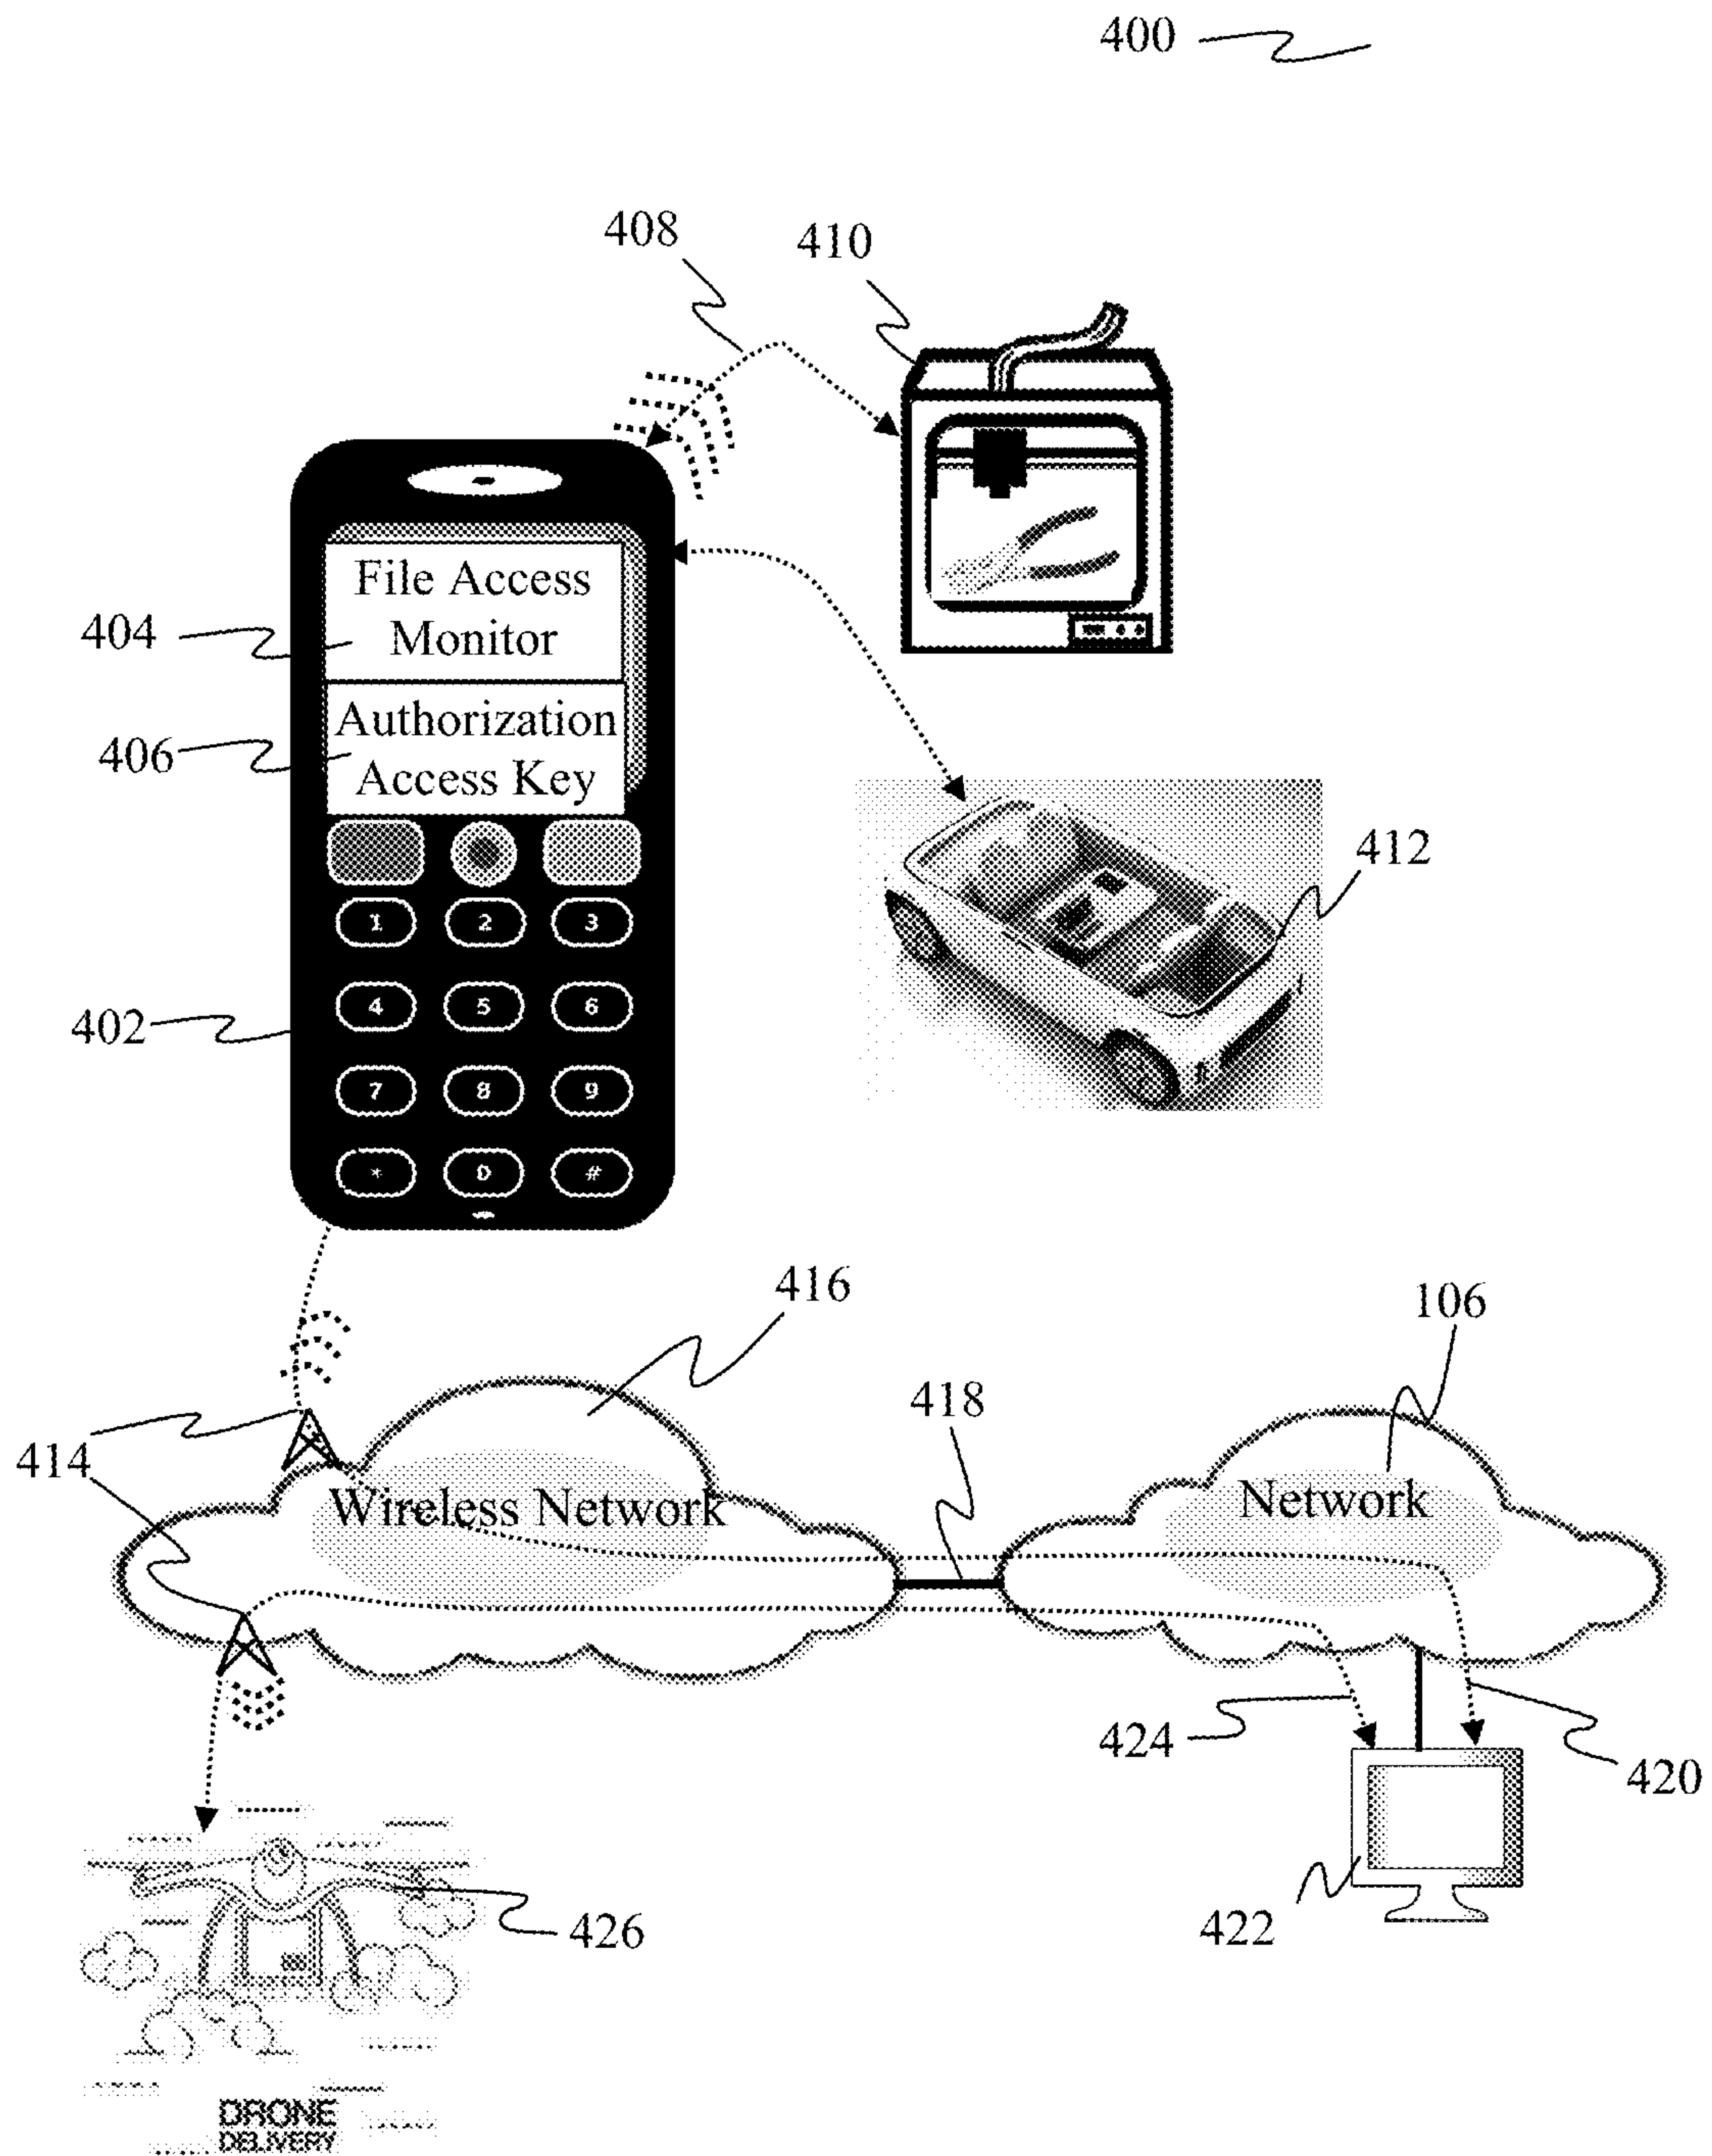 400
408
410
File Access
Monitor
404
Authorization
Access Key
406
412
1 2 3
4 5 6
402
7 8 9
* 0 #
416
106
418
414
Wireless Network
Network
424
420
422
426
DRONE
DELIVERY